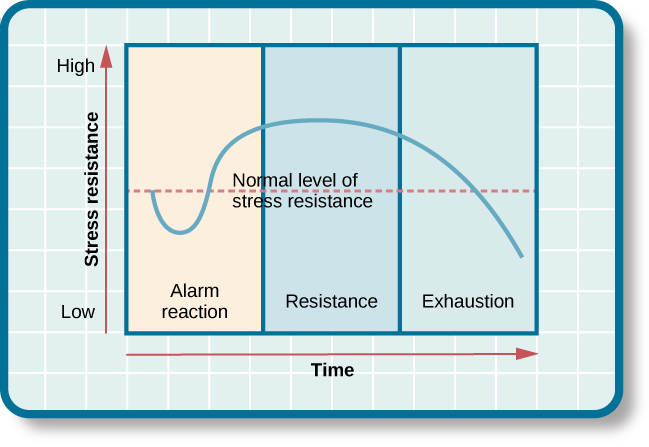 High
Stress resistance
Normal level of
stress resistance
Alarm
reaction
Resistance
Exhaustion
Low
Time